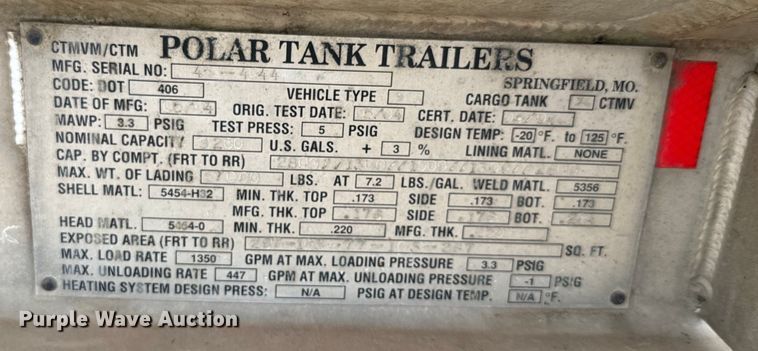 CTMVM/CTM POLAR TANK TRAILERS
MFG. SERIAL NO:
SPRINGFIELD, MO.
CODE: DOT 406 VEHICLE TYPE CARGO TANK CTMV
DATE OF MFG: ORIG. TEST DATE: CERT. DATE:
MAWP: 3.3 PSIG TEST PRESS: 5 PSIG DESIGN TEMP: -20 °F. to 125 °F.
NOMINAL CAPACITY U.S. GALS. + 3 % LINING MATL: NONE
CAP. BY COMPT. (FRT TO RR)
MAX. WT. OF LADING LBS. AT 7.2 LBS./GAL. WELD MATL. 5356
SHELL MATL: 5454-H32 MIN. THK. TOP .173 SIDE .173 BOT. .173
MFG. THK. TOP SIDE BOT.
HEAD MATL. 5454-0 MIN. THK. .220 MFG. THK.
EXPOSED AREA (FRT TO RR) SQ. FT.
MAX. LOAD RATE 1350 GPM AT MAX. LOADING PRESSURE 3.3 PSIG
MAX. UNLOADING RATE 447 GPM AT MAX UNLOADING PRESSURE -1 PSIG
HEATING SYSTEM DESIGN PRESS: N/A PSIG AT DESIGN TEMP. N/A °F.
Purple Wave Auction